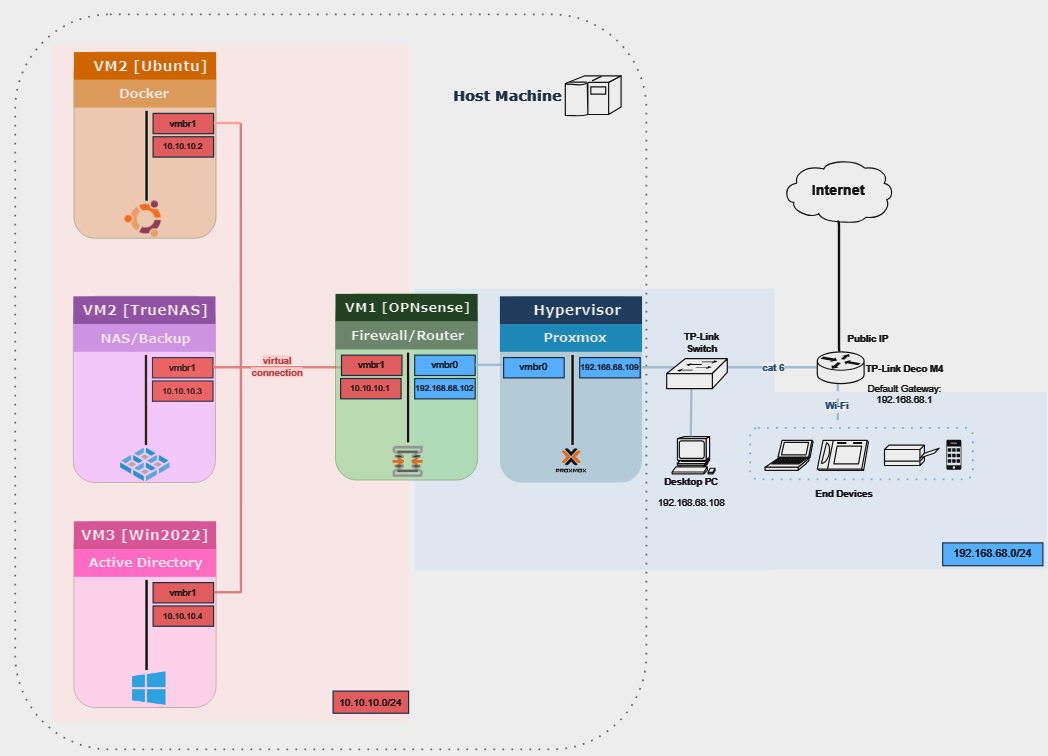 VM2 [Ubuntu]
Docker
vmbr1
10.10.10.2
Host Machine
Internet
VM2 [TrueNAS]
NAS/Backup
vmbr1
10.10.10.3
virtual
connection
VM1 [OPNsense]
Firewall/Router
vmbr1
10.10.10.1
vmbr0
192.168.68.102
Hypervisor
Proxmox
vmbr0
192.168.68.109
PROXMOX
TP-Link
Switch
cat 6
Public IP
TP-Link Deco M4
Default Gateway:
192.168.68.1
Wi-Fi
Desktop PC
192.168.68.108
End Devices
192.168.68.0/24
VM3 [Win2022]
Active Directory
vmbr1
10.10.10.4
10.10.10.0/24